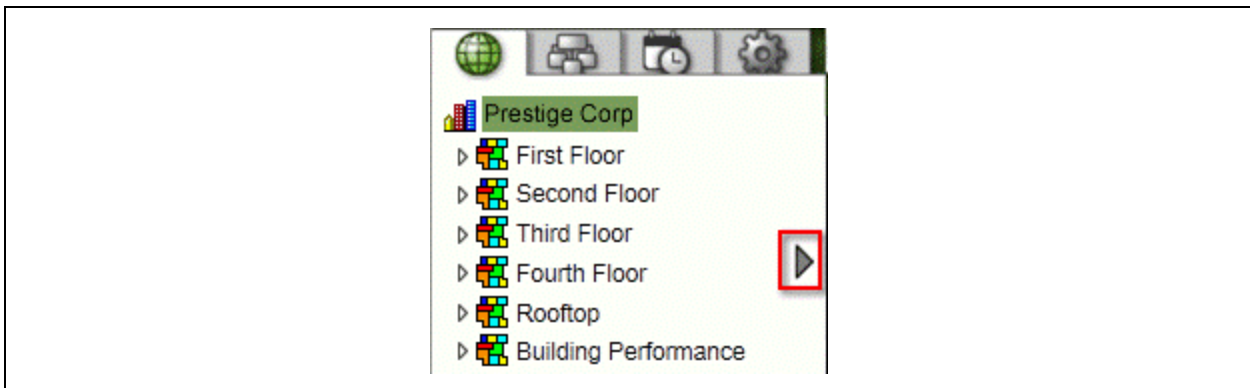 Prestige Corp
First Floor
Second Floor
Third Floor
Fourth Floor
Rooftop
Building Performance